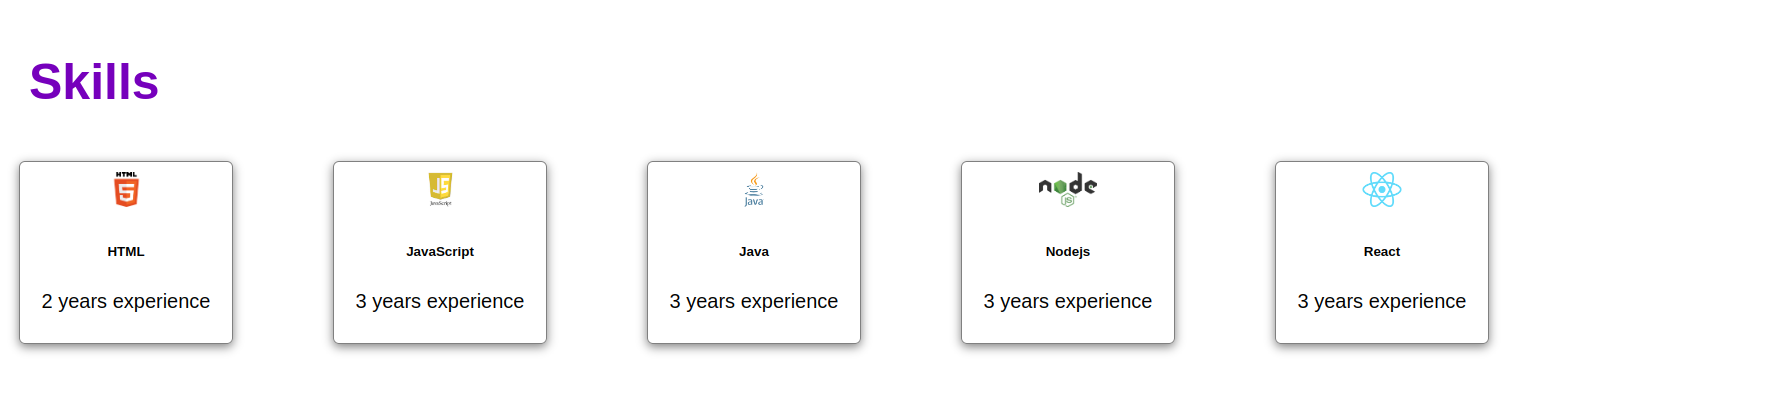 Skills
HTML
HTML
2 years experience
JS
JavaScript
JavaScript
3 years experience
Java
Java
3 years experience
node
JS
Nodejs
3 years experience
React
3 years experience